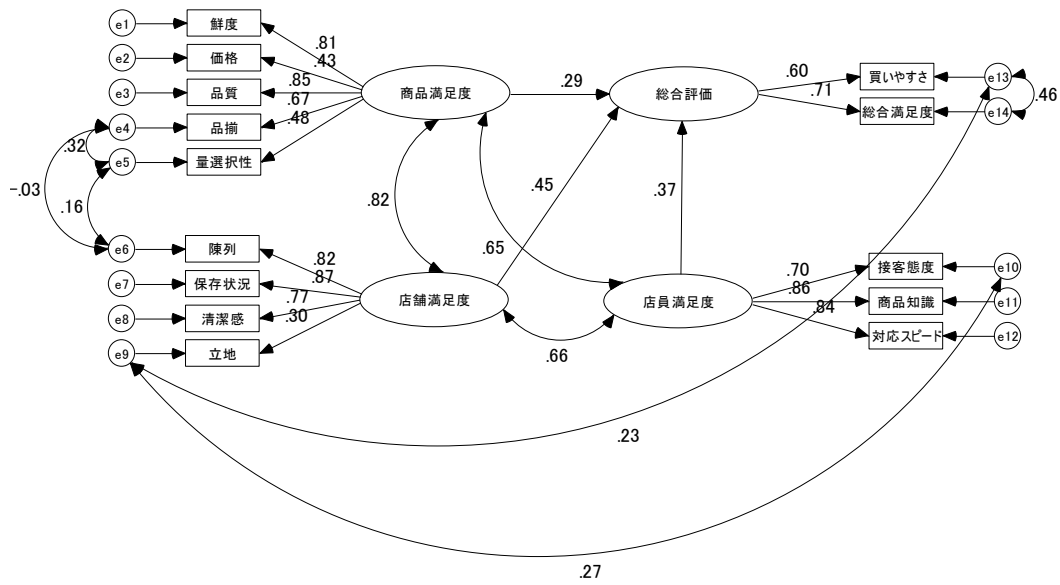 e1
鮮度
e2
価格
e3
品質
e4
品揃
e5
量選択性
.81
.43
.85
.67
.48
商品満足度
.29
総合評価
.60
.71
買いやすさ
e13
総合満足度
e14
.46
.32
-.03
.16
.82
.65
.45
.37
e6
陳列
e7
保存状況
e8
清潔感
e9
立地
.82
.87
.77
.30
店舗満足度
.66
店員満足度
.70
.86
.84
接客態度
e10
商品知識
e11
対応スピード
e12
.23
.27